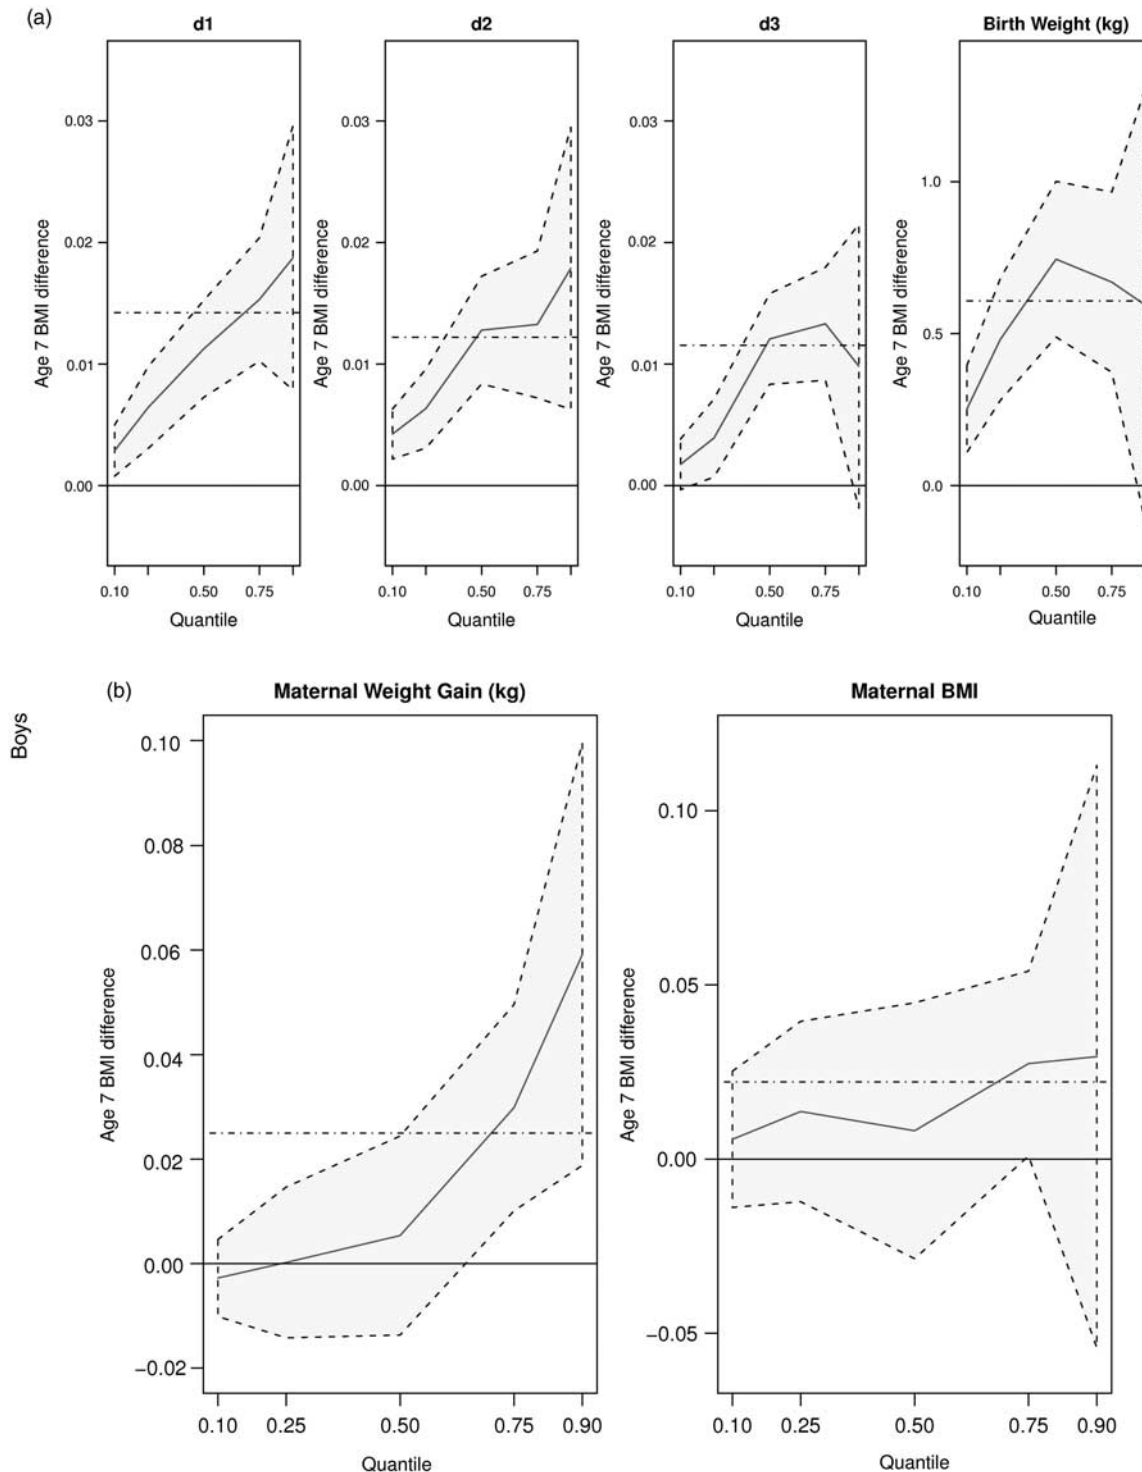 (a)
d1
d2
d3
Birth Weight (kg)
Age 7 BMI difference
0.03
0.02
0.01
0.00
0.10
0.50
0.75
Quantile
Age 7 BMI difference
0.03
0.02
0.01
0.00
0.10
0.50
0.75
Quantile
Age 7 BMI difference
0.03
0.02
0.01
0.00
0.10
0.50
0.75
Quantile
Age 7 BMI difference
1.0
0.5
0.0
0.10
0.50
0.75
Quantile
Boys
(b)
Maternal Weight Gain (kg)
Age 7 BMI difference
0.10
0.08
0.06
0.04
0.02
0.00
−0.02
0.10
0.25
0.50
0.75
0.90
Quantile
Maternal BMI
Age 7 BMI difference
0.10
0.05
0.00
−0.05
0.10
0.25
0.50
0.75
0.90
Quantile